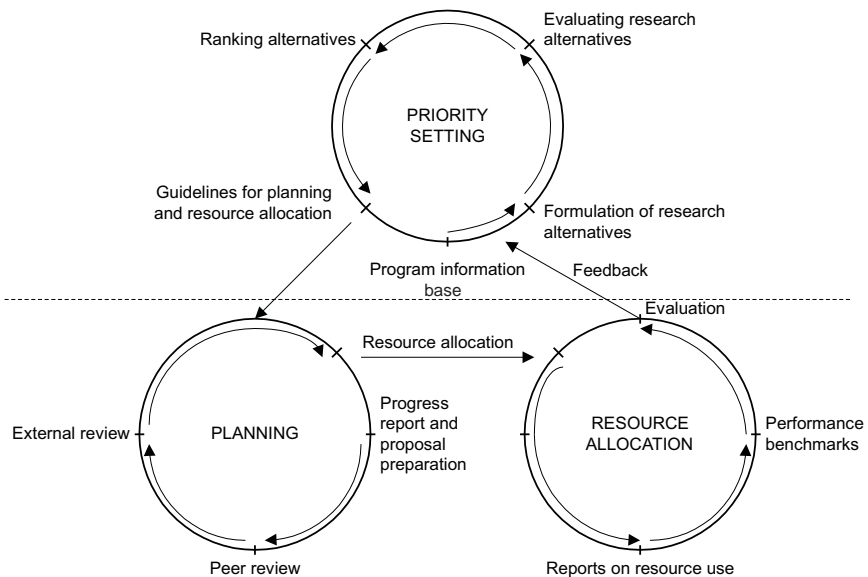 Ranking alternatives
Evaluating research
alternatives
PRIORITY
SETTING
Guidelines for planning
and resource allocation
Formulation of research
alternatives
Program information
base
Feedback
Evaluation
Resource allocation
External review
PLANNING
Progress
report and
proposal
preparation
RESOURCE
ALLOCATION
Performance
benchmarks
Peer review
Reports on resource use